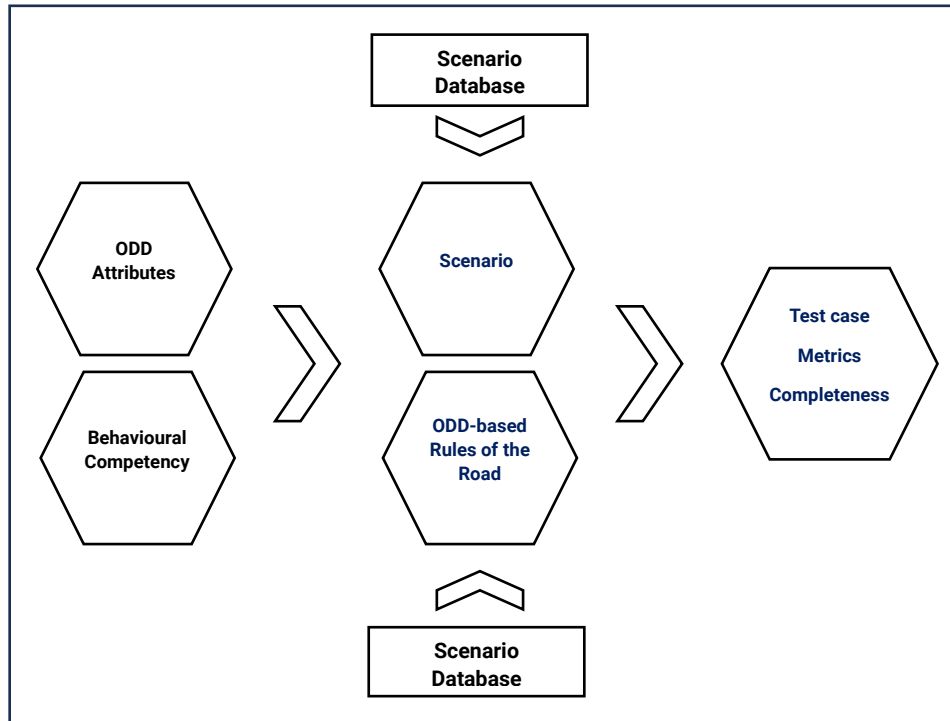 Scenario
Database
ODD
Attributes
Scenario
Test case
Metrics
Completeness
Behavioural
Competency
ODD-based
Rules of the
Road
Scenario
Database